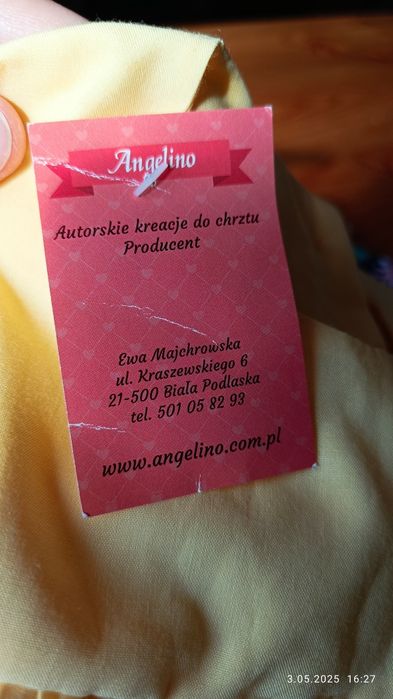 Angelino
Autorskie kreacje do chrztu
Producent
Ewa Majchrowska
ul. Kraszewskiego 6
21-500 Biała Podlaska
tel. 501 05 82 93
www.angelino.com.pl
3.05.2025 16:27